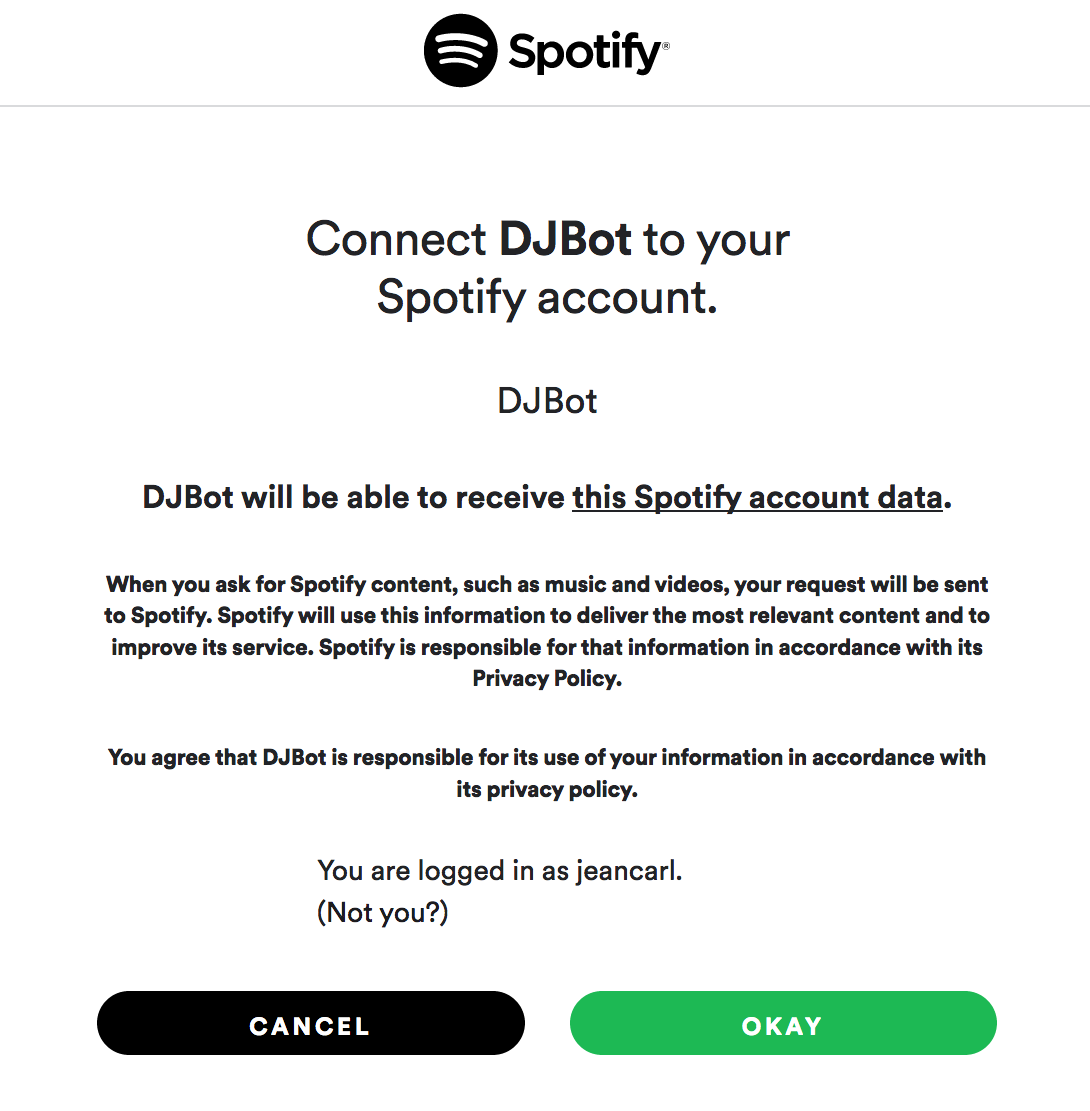 Spotify®
Connect DJBot to your
Spotify account.
DJBot
DJBot will be able to receive this Spotify account data.
When you ask for Spotify content, such as music and videos, your request will be sent
to Spotify. Spotify will use this information to deliver the most relevant content and to
improve its service. Spotify is responsible for that information in accordance with its
Privacy Policy.
You agree that DJBot is responsible for its use of your information in accordance with
its privacy policy.
You are logged in as jeancarl.
(Not you?)
CANCEL
OKAY